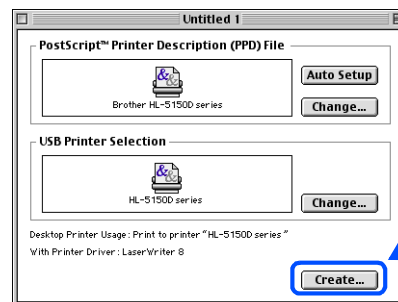 Untitled 1
PostScript™ Printer Description (PPD) File
Auto Setup
Brother HL-5150D series
Change...
USB Printer Selection
HL-5150D series
Change...
Desktop Printer Usage : Print to printer "HL-5150D series "
With Printer Driver : LaserWriter 8
Create...